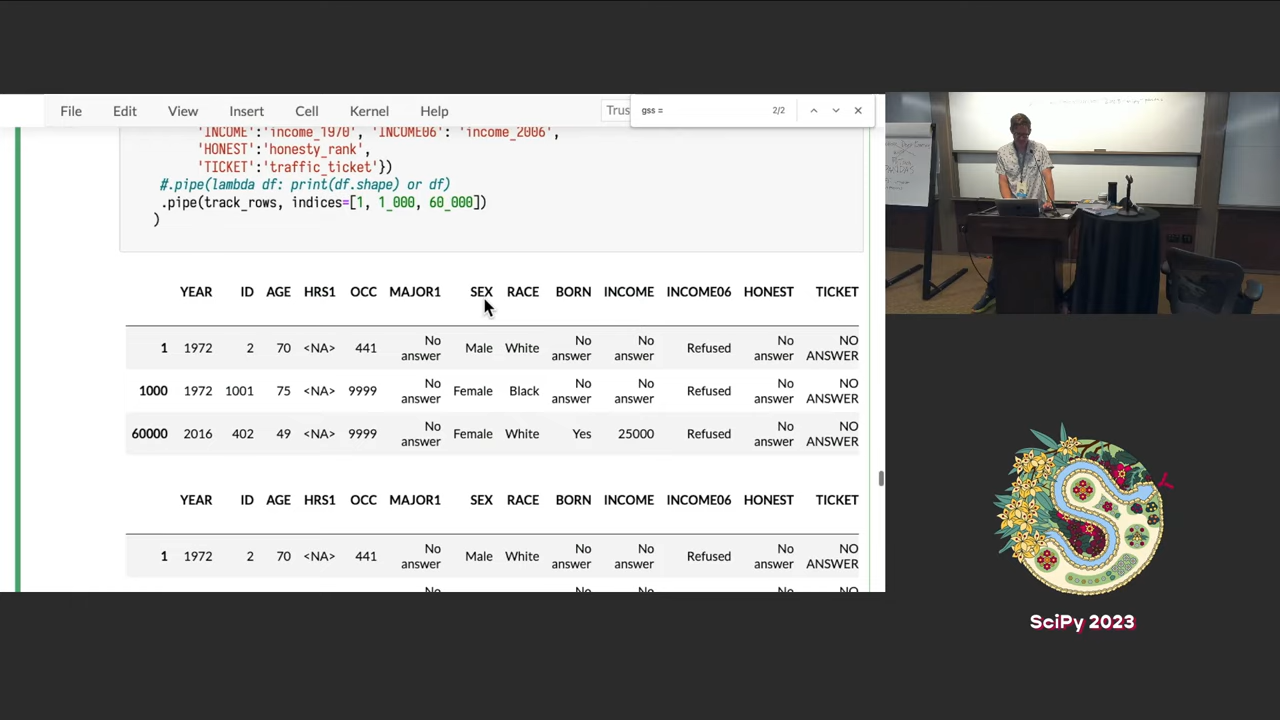 File Edit View Insert Cell Kernel Help Trus gss = 2/2
'INCOME':'income_1970', 'INCOME06': 'income_2006',
'HONEST':'honesty_rank',
'TICKET':'traffic_ticket'})
#.pipe(lambda df: print(df.shape) or df)
.pipe(track_rows, indices=[1, 1_000, 60_000])
)
YEAR ID AGE HRS1 OCC MAJOR1 SEX RACE BORN INCOME INCOME06 HONEST TICKET
1 1972 2 70 <NA> 441 No answer Male White No answer No answer Refused No answer NO ANSWER
1000 1972 1001 75 <NA> 9999 No answer Female Black No answer No answer Refused No answer NO ANSWER
60000 2016 402 49 <NA> 9999 No answer Female White Yes 25000 Refused No answer NO ANSWER
YEAR ID AGE HRS1 OCC MAJOR1 SEX RACE BORN INCOME INCOME06 HONEST TICKET
1 1972 2 70 <NA> 441 No answer Male White No answer No answer Refused No answer NO ANSWER
SciPy 2023